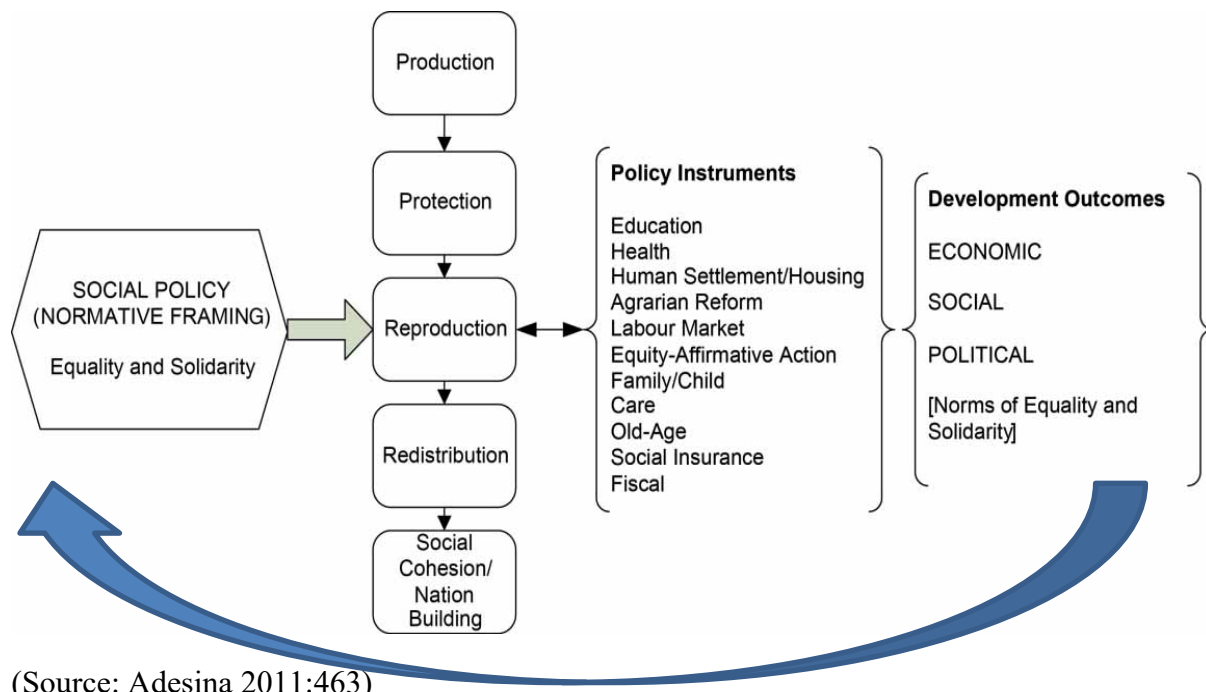 SOCIAL POLICY
(NORMATIVE FRAMING)
Equality and Solidarity
Production
Protection
Reproduction
Redistribution
Social
Cohesion/
Nation
Building
Policy Instruments
Education
Health
Human Settlement/Housing
Agrarian Reform
Labour Market
Equity-Affirmative Action
Family/Child
Care
Old-Age
Social Insurance
Fiscal
Development Outcomes
ECONOMIC
SOCIAL
POLITICAL
[Norms of Equality and
Solidarity]
(Source: Adesina 2011:463)